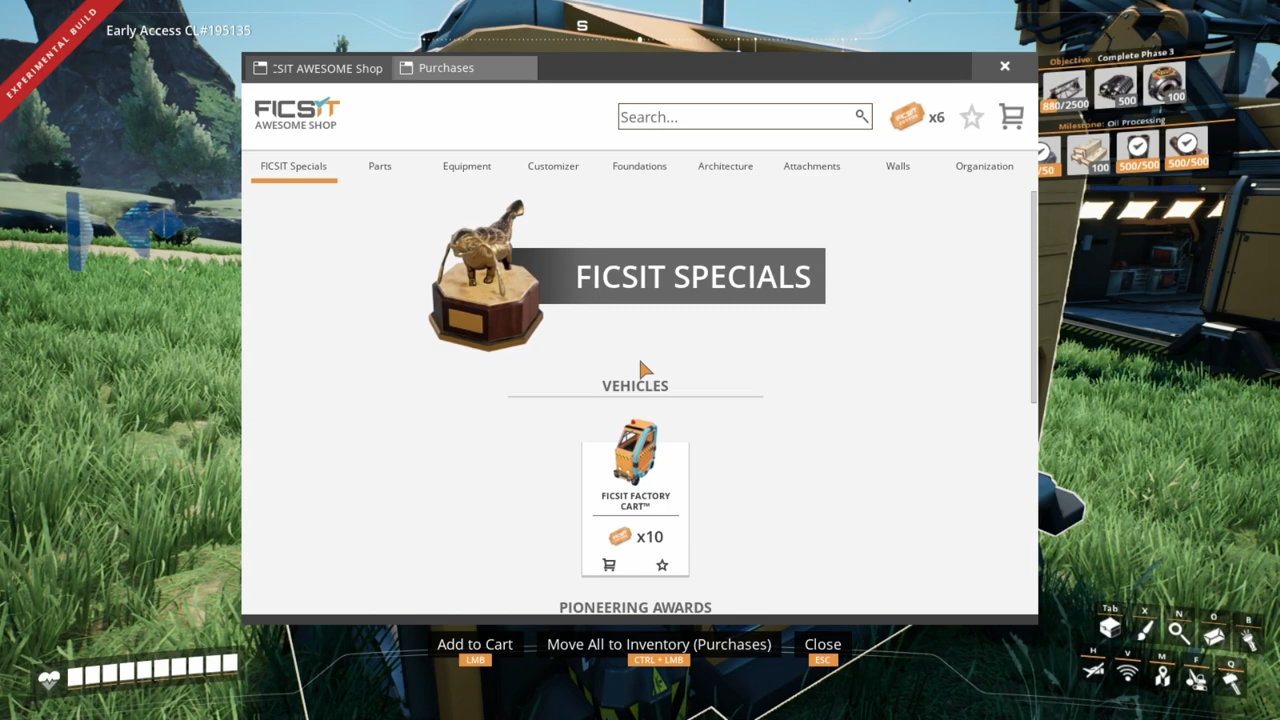 EXPERIMENTAL BUILD
Early Access CL#195135
S
CSIT AWESOME Shop
Purchases
Objective: Complete Phase 3
880/2500
500
100
Milestone: Oil Processing
/50
100
500/500
500/500
FICSIT
AWESOME SHOP
Search...
x6
FICSIT Specials
Parts
Equipment
Customizer
Foundations
Architecture
Attachments
Walls
Organization
FICSIT SPECIALS
VEHICLES
FICSIT FACTORY
CART™
x10
PIONEERING AWARDS
Add to Cart
LMB
Move All to Inventory (Purchases)
CTRL + LMB
Close
ESC
Tab
X
N
O
B
H
V
M
F
Q